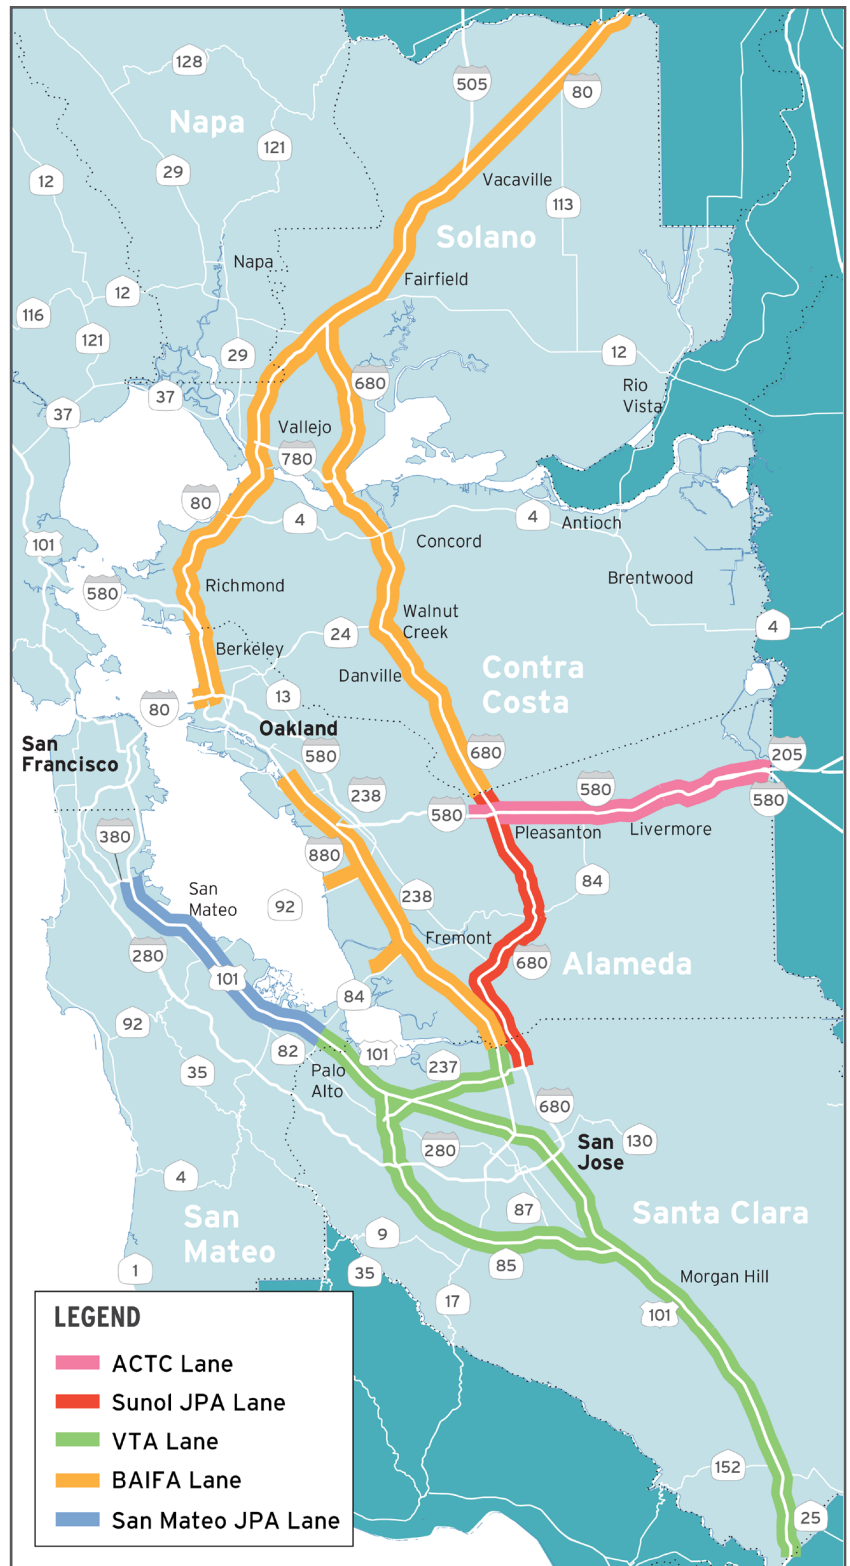 128
505
80
Napa
121
29
12
Vacaville
113
Solano
Napa
Fairfield
12
116
121
29
12
680
Rio
Vista
37
37
Vallejo
780
80
4
4
Antioch
101
Concord
Richmond
580
Brentwood
Walnut
Creek
24
4
Berkeley
Contra
Costa
Danville
13
80
Oakland
San
Francisco
580
680
205
238
580
580
580
Pleasanton
Livermore
380
880
84
San
Mateo
92
238
Fremont
280
680
Alameda
101
84
92
82
101
237
35
Palo
Alto
680
San
Jose
130
280
4
87
Santa Clara
San
Mateo
9
85
1
35
Morgan Hill
17
101
LEGEND
ACTC Lane
Sunol JPA Lane
VTA Lane
BAIFA Lane
San Mateo JPA Lane
152
25